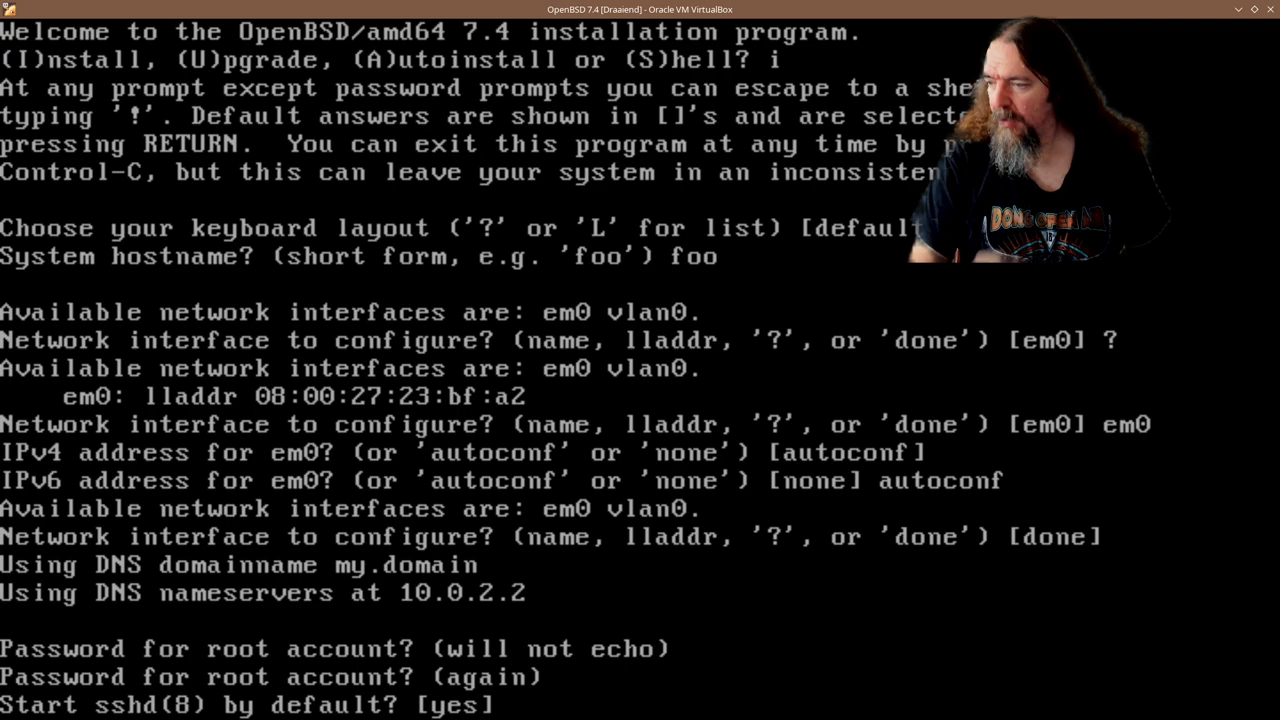 OpenBSD 7.4 [Draaiend] - Oracle VM VirtualBox
Welcome to the OpenBSD/amd64 7.4 installation program.
(I)nstall, (U)pgrade, (A)utoinstall or (S)hell? i
At any prompt except password prompts you can escape to a she
typing '!'. Default answers are shown in []'s and are selecte
pressing RETURN.  You can exit this program at any time by p
Control-C, but this can leave your system in an inconsisten
Choose your keyboard layout ('?' or 'L' for list) [default
System hostname? (short form, e.g. 'foo') foo
Available network interfaces are: em0 vlan0.
Network interface to configure? (name, lladdr, '?', or 'done') [em0] ?
Available network interfaces are: em0 vlan0.
em0: lladdr 08:00:27:23:bf:a2
Network interface to configure? (name, lladdr, '?', or 'done') [em0] em0
IPv4 address for em0? (or 'autoconf' or 'none') [autoconf]
IPv6 address for em0? (or 'autoconf' or 'none') [none] autoconf
Available network interfaces are: em0 vlan0.
Network interface to configure? (name, lladdr, '?', or 'done') [done]
Using DNS domainname my.domain
Using DNS nameservers at 10.0.2.2
Password for root account? (will not echo)
Password for root account? (again)
Start sshd(8) by default? [yes]